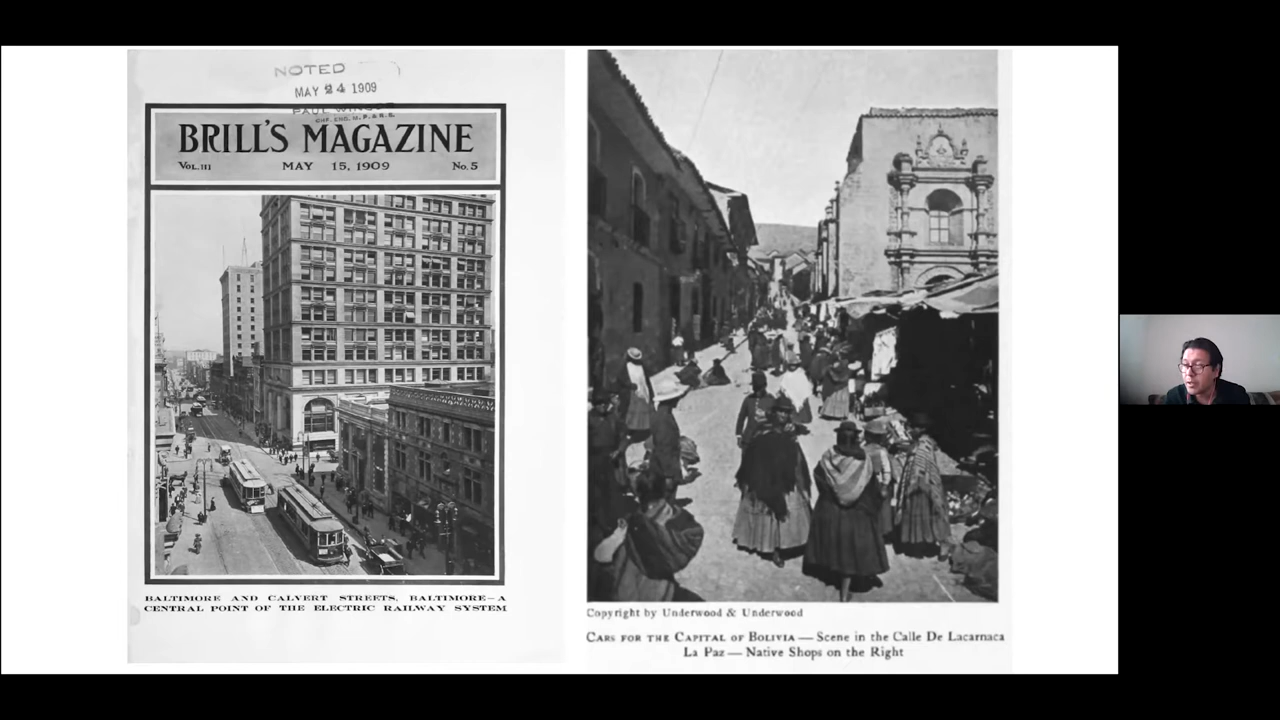 NOTED
MAY 24 1909
PAUL
BRILL'S MAGAZINE
VOL. III MAY 15, 1909 No. 5
BALTIMORE AND CALVERT STREETS, BALTIMORE—A
CENTRAL POINT OF THE ELECTRIC RAILWAY SYSTEM
Copyright by Underwood & Underwood
CARS FOR THE CAPITAL OF BOLIVIA — Scene in the Calle De Lacarnaca
La Paz — Native Shops on the Right